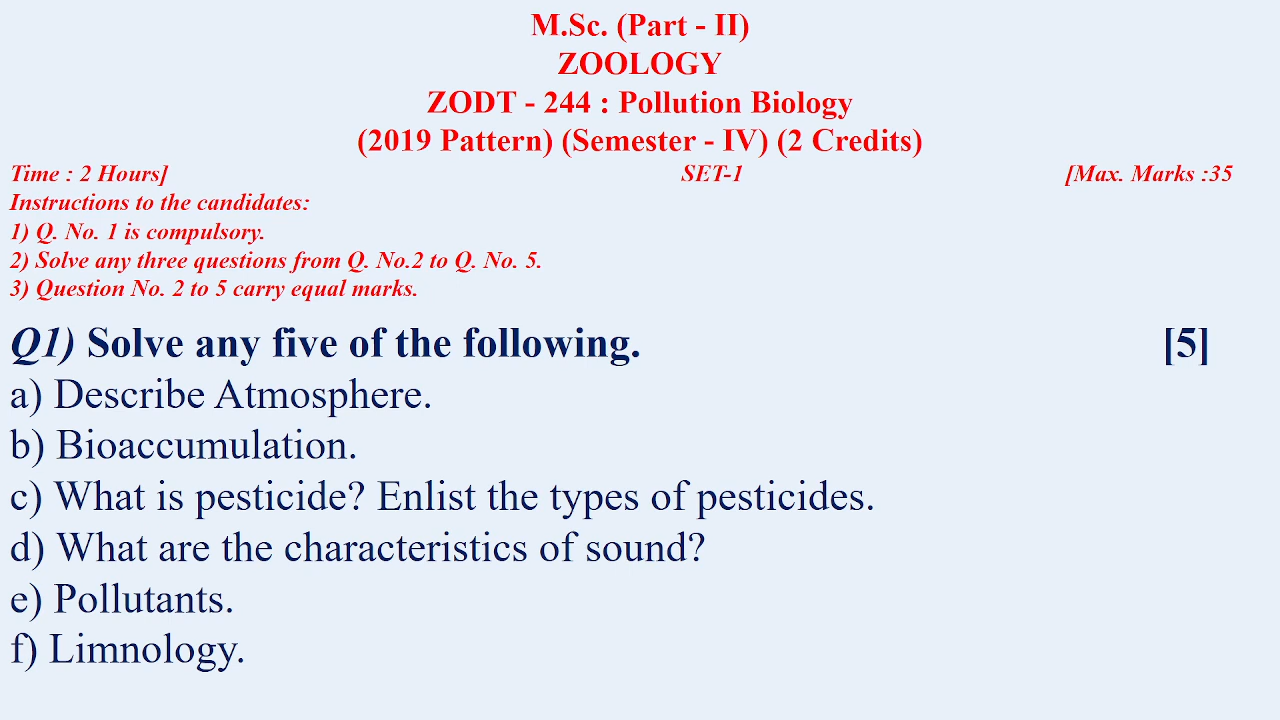 M.Sc. (Part - II)
ZOOLOGY
ZODT - 244 : Pollution Biology
(2019 Pattern) (Semester - IV) (2 Credits)
Time : 2 Hours] SET-1 [Max. Marks :35
Instructions to the candidates:
1) Q. No. 1 is compulsory.
2) Solve any three questions from Q. No.2 to Q. No. 5.
3) Question No. 2 to 5 carry equal marks.
Q1) Solve any five of the following. [5]
a) Describe Atmosphere.
b) Bioaccumulation.
c) What is pesticide? Enlist the types of pesticides.
d) What are the characteristics of sound?
e) Pollutants.
f) Limnology.